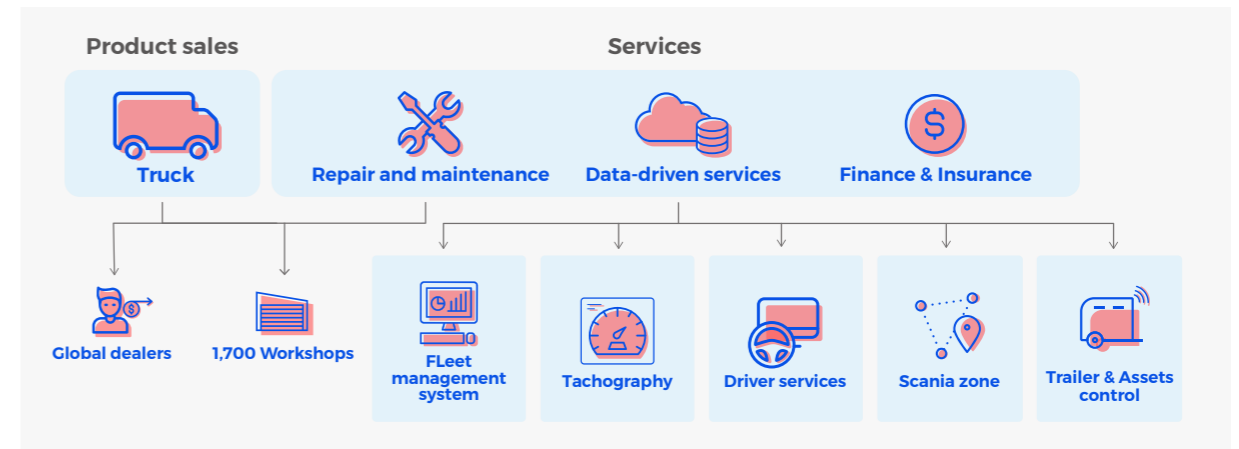 Product sales
Services
Truck
Repair and maintenance
Data-driven services
Finance & Insurance
$
$
Global dealers
1,700 Workshops
FLeet
management
system
Tachography
Driver services
Scania zone
Trailer & Assets
control